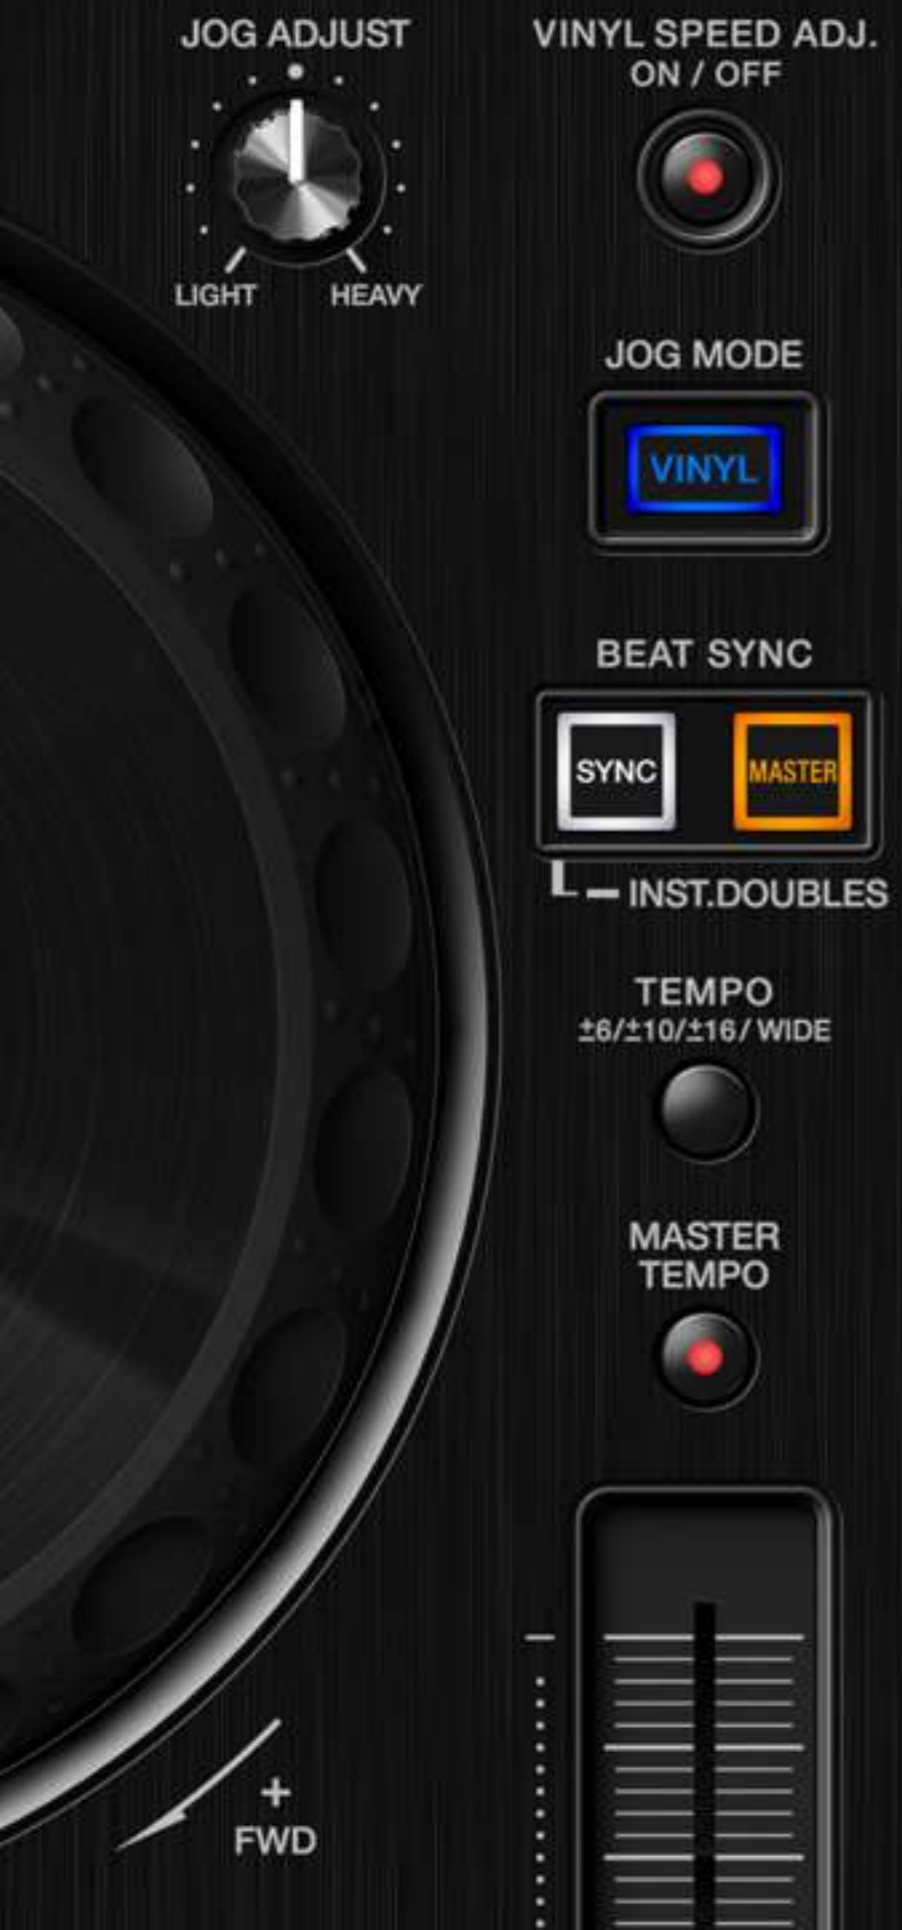 JOG ADJUST
LIGHT
HEAVY
VINYL SPEED ADJ.
ON / OFF
JOG MODE
VINYL
BEAT SYNC
SYNC
MASTER
INST.DOUBLES
TEMPO
±6/±10/±16/ WIDE
MASTER
TEMPO
+
FWD